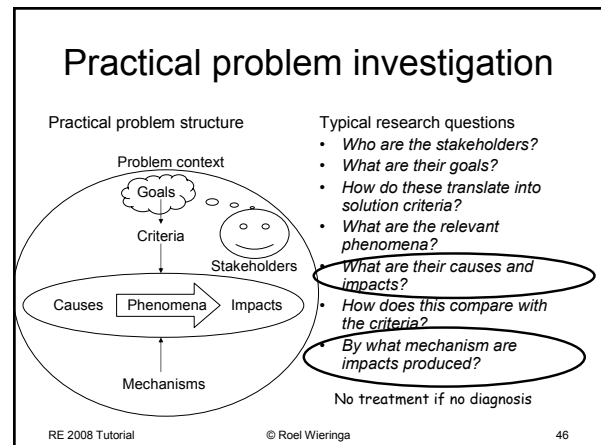 Practical problem investigation
Practical problem structure
Problem context
Goals
Criteria
Stakeholders
Causes
Phenomena
Impacts
Mechanisms
Typical research questions
• Who are the stakeholders?
• What are their goals?
• How do these translate into
solution criteria?
• What are the relevant
phenomena?
• What are their causes and
impacts?
• How does this compare with
the criteria?
• By what mechanism are
impacts produced?
No treatment if no diagnosis
RE 2008 Tutorial
© Roel Wieringa
46